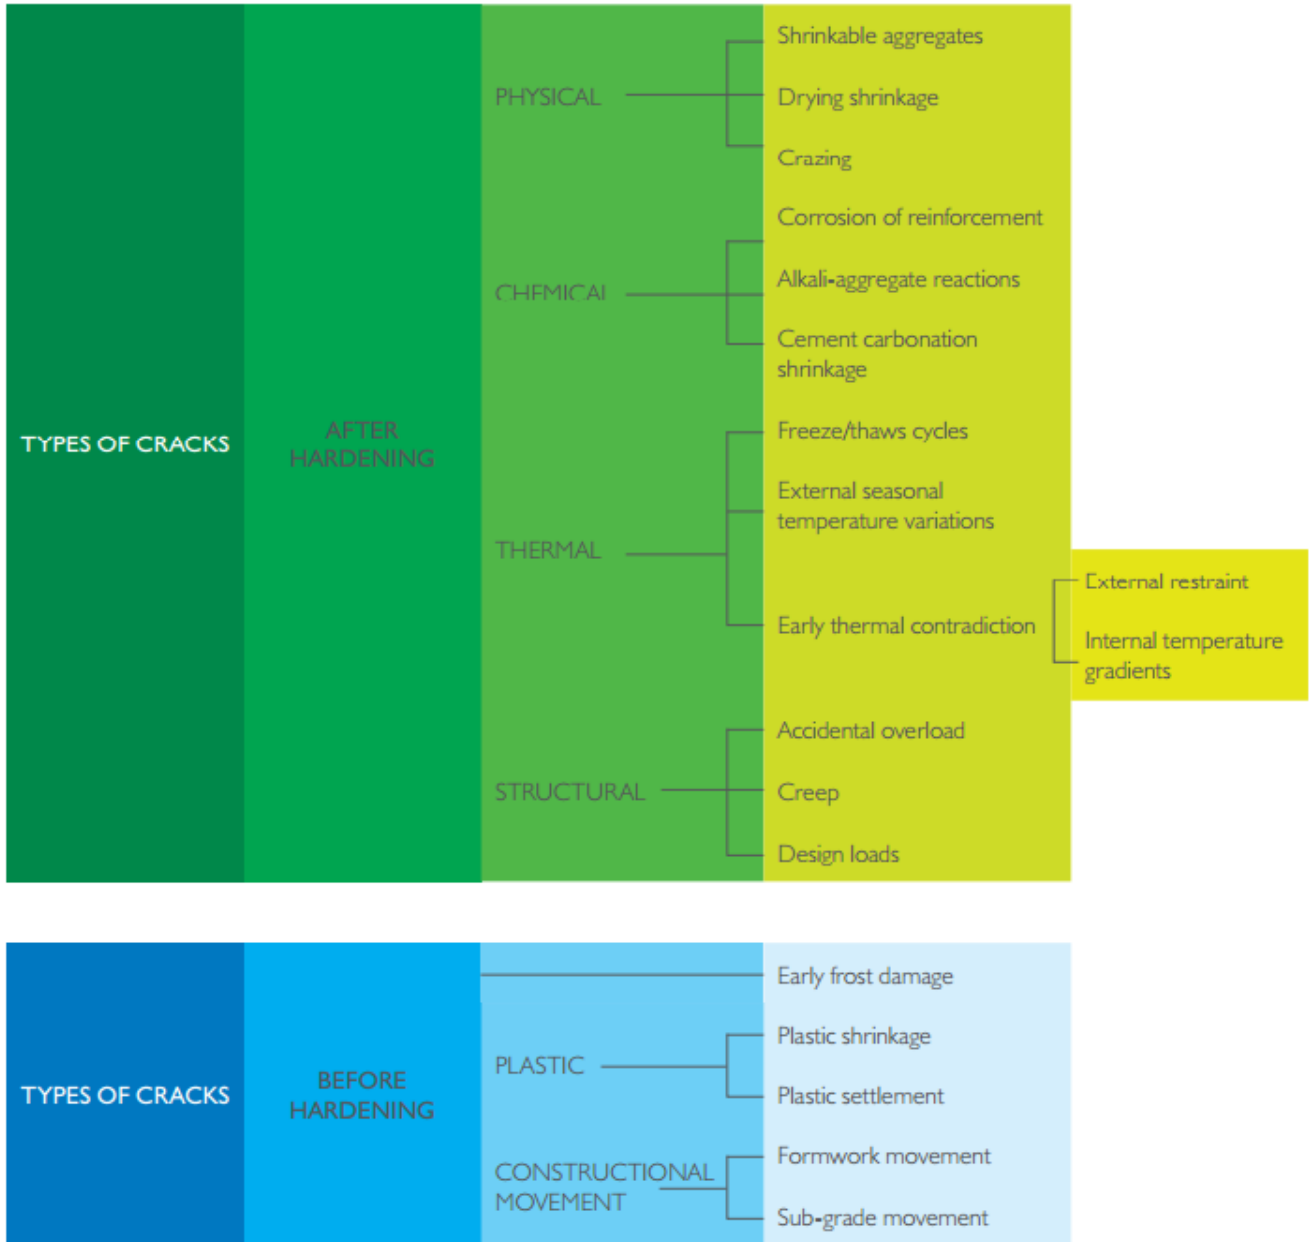 TYPES OF CRACKS
AFTER
HARDENING
PHYSICAL
Shrinkable aggregates
Drying shrinkage
Crazing
CHEMICAL
Corrosion of reinforcement
Alkali-aggregate reactions
Cement carbonation
shrinkage
THERMAL
Freeze/thaws cycles
External seasonal
temperature variations
Early thermal contradiction
External restraint
Internal temperature
gradients
STRUCTURAL
Accidental overload
Creep
Design loads
TYPES OF CRACKS
BEFORE
HARDENING
Early frost damage
PLASTIC
Plastic shrinkage
Plastic settlement
CONSTRUCTIONAL
MOVEMENT
Formwork movement
Sub-grade movement